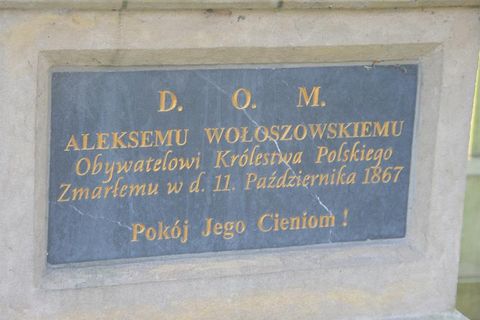 D. O. M.
ALEKSEMU WOŁOSZOWSKIEMU
Obywatelowi Królestwa Polskiego
Zmarłemu w d. 11. Października 1867
Pokój Jego Cieniom!